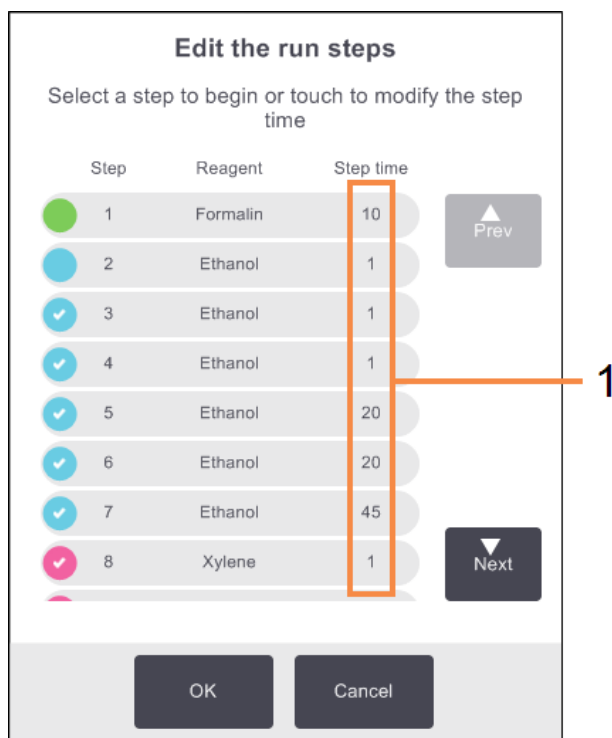 Edit the run steps
Select a step to begin or touch to modify the step
time
Step Reagent Step time
1 Formalin 10
Prev
2 Ethanol 1
3 Ethanol 1
4 Ethanol 1
1
5 Ethanol 20
6 Ethanol 20
7 Ethanol 45
8 Xylene 1
Next
OK Cancel